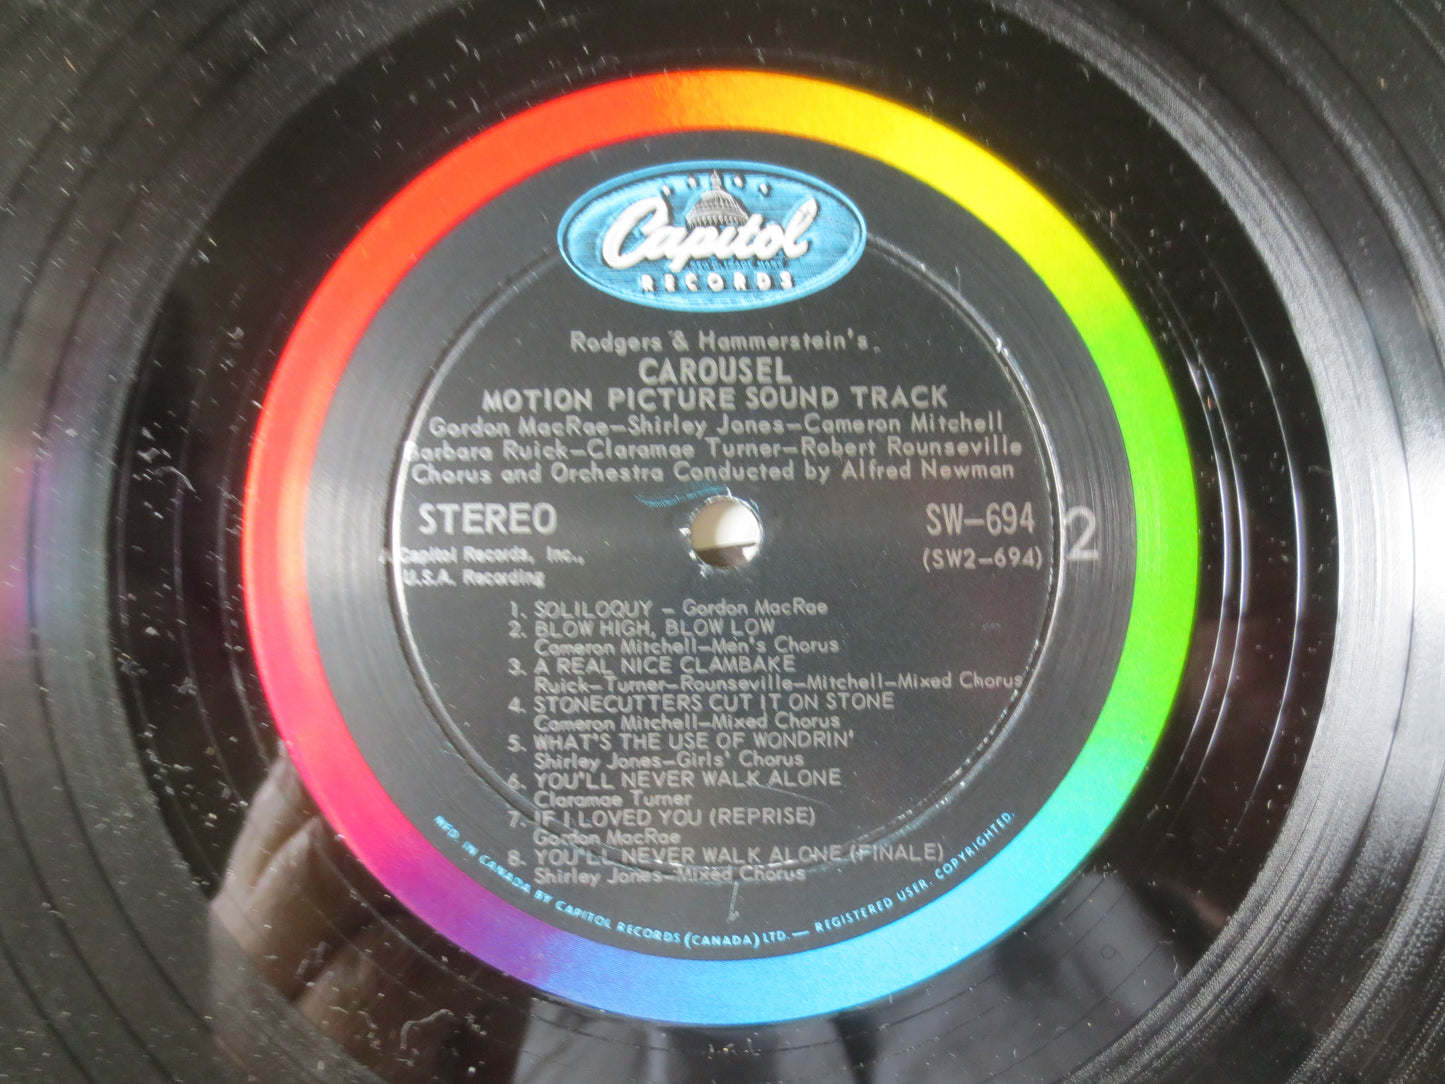 Capitol
RECORDS
Rodgers & Hammerstein's
CAROUSEL
MOTION PICTURE SOUND TRACK
Gordon MacRae—Shirley Jones—Cameron Mitchell
Barbara Ruick—Claramae Turner—Robert Rounseville
Chorus and Orchestra Conducted by Alfred Newman
STEREO
SW—694
2
(SW2—694)
A Capitol Records, Inc.,
U.S.A. Recording
1. SOLILOQUY — Gordon MacRae
2. BLOW HIGH, BLOW LOW
Cameron Mitchell—Men's Chorus
3. A REAL NICE CLAMBAKE
Ruick—Turner—Rounseville—Mitchell—Mixed Chorus
4. STONECUTTERS CUT IT ON STONE
Cameron Mitchell—Mixed Chorus
5. WHAT'S THE USE OF WONDRIN'
Shirley Jones—Girls' Chorus
6. YOU'LL NEVER WALK ALONE
Claramae Turner
7. IF I LOVED YOU (REPRISE)
Gordon MacRae
8. YOU'LL NEVER WALK ALONE (FINALE)
Shirley Jones—Mixed Chorus
MFD. IN CANADA BY CAPITOL RECORDS (CANADA) LTD. — REGISTERED USER. COPYRIGHTED.